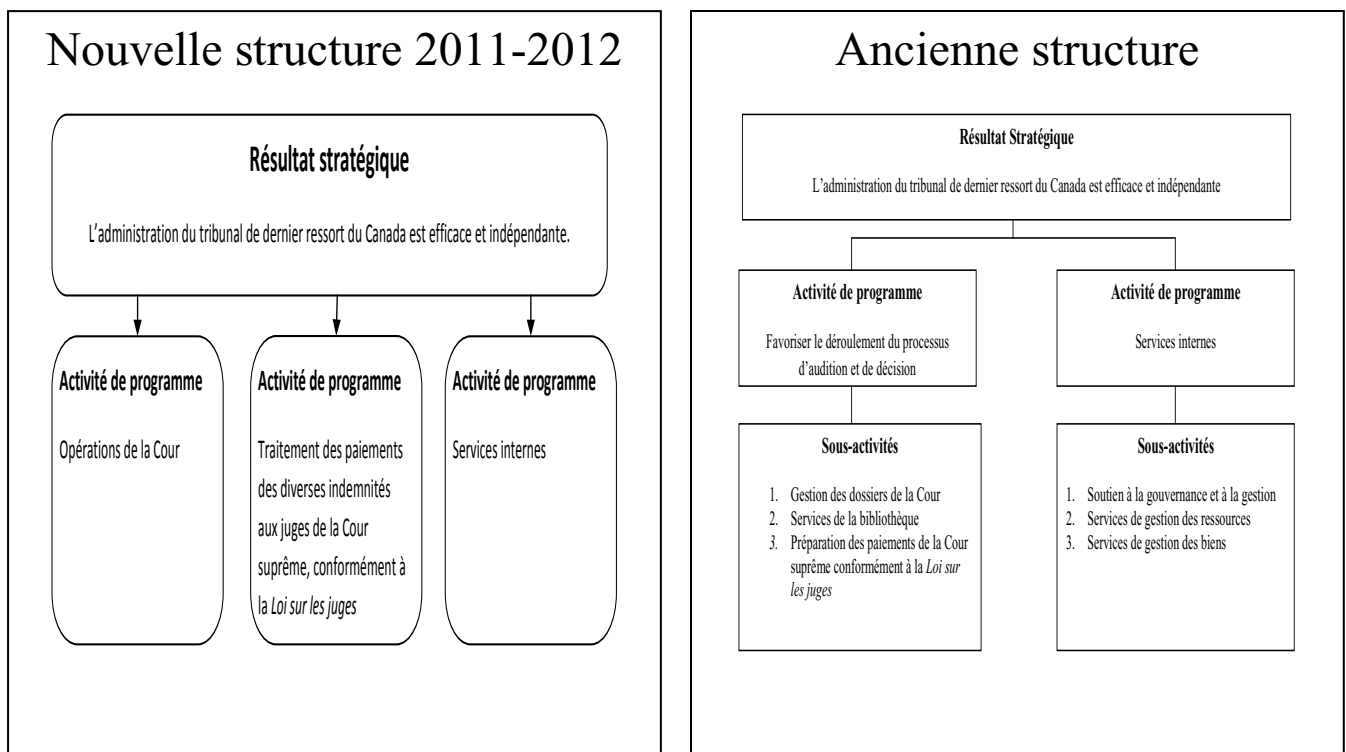 Nouvelle structure 2011-2012
Résultat stratégique
L'administration du tribunal de dernier ressort du Canada est efficace et indépendante.
Activité de programme
Opérations de la Cour
Activité de programme
Traitement des paiements
des diverses indemnités
aux juges de la Cour
suprême, conformément à
la Loi sur les juges
Activité de programme
Services internes
Ancienne structure
Résultat Stratégique
L'administration du tribunal de dernier ressort du Canada est efficace et indépendante
Activité de programme
Favoriser le déroulement du processus
d'audition et de décision
Activité de programme
Services internes
Sous-activités
1. Gestion des dossiers de la Cour
2. Services de la bibliothèque
3. Préparation des paiements de la Cour
suprême conformément à la Loi sur
les juges
Sous-activités
1. Soutien à la gouvernance et à la gestion
2. Services de gestion des ressources
3. Services de gestion des biens